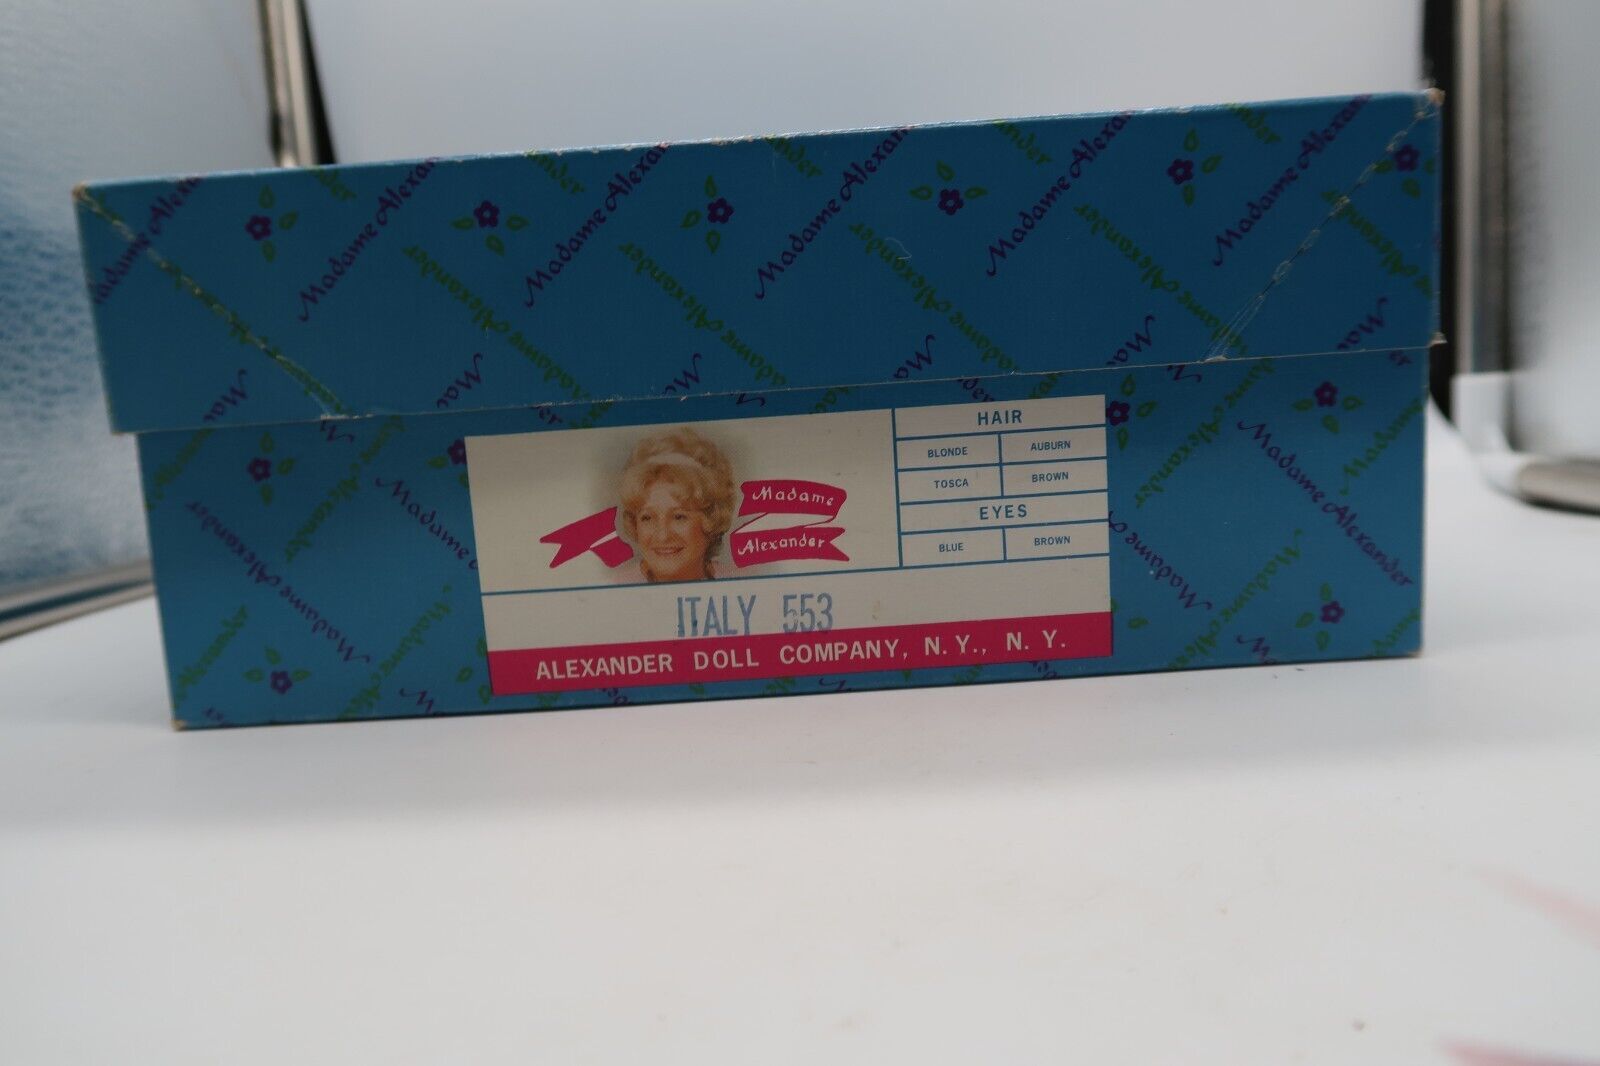 Madame Alexander
Madame Alexander
Madame Alexander
Madame Alexander
Madame Alexander
Madame
Alexander
HAIR
BLONDE AUBURN
TOSCA BROWN
EYES
BLUE BROWN
ITALY 553
ALEXANDER DOLL COMPANY, N.Y., N.Y.